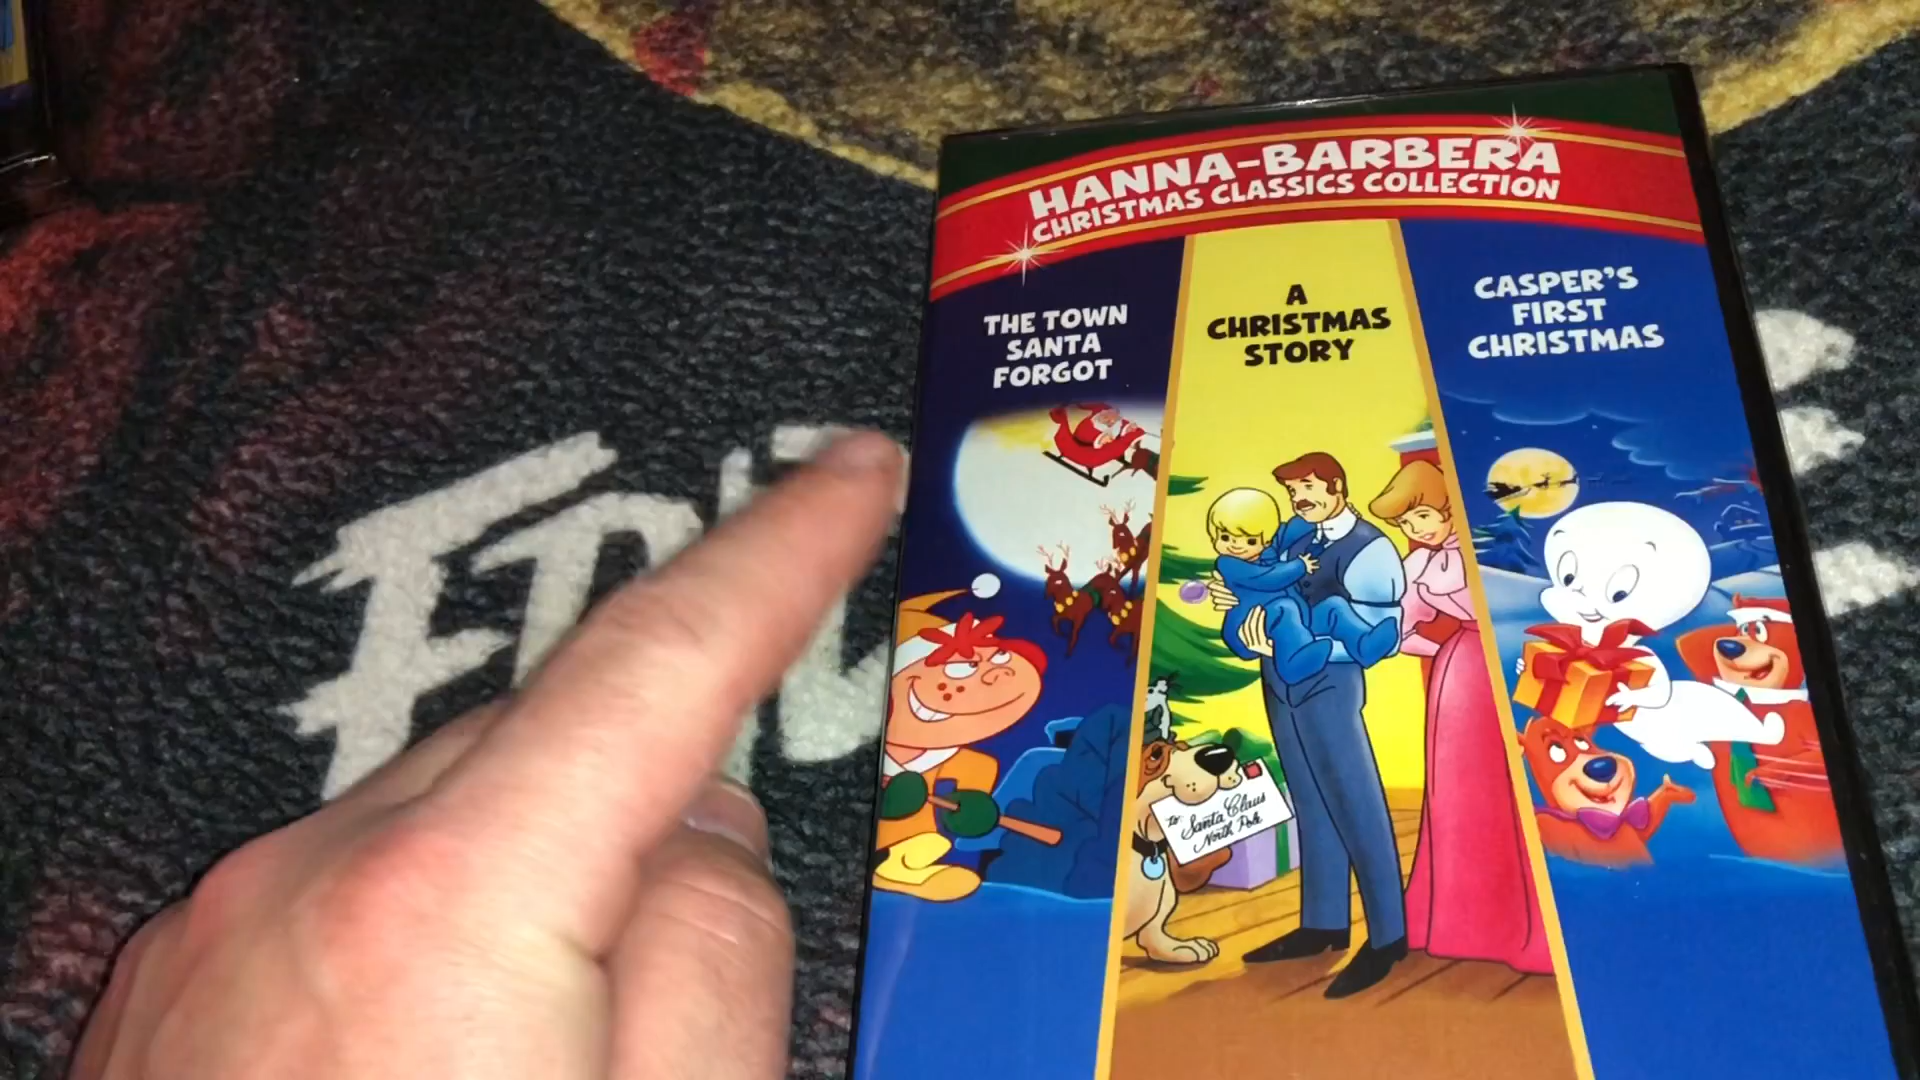 HANNA-BARBERA
CHRISTMAS CLASSICS COLLECTION
THE TOWN
SANTA
FORGOT
A
CHRISTMAS
STORY
CASPER'S
FIRST
CHRISTMAS
to: Santa Claus
North Pole